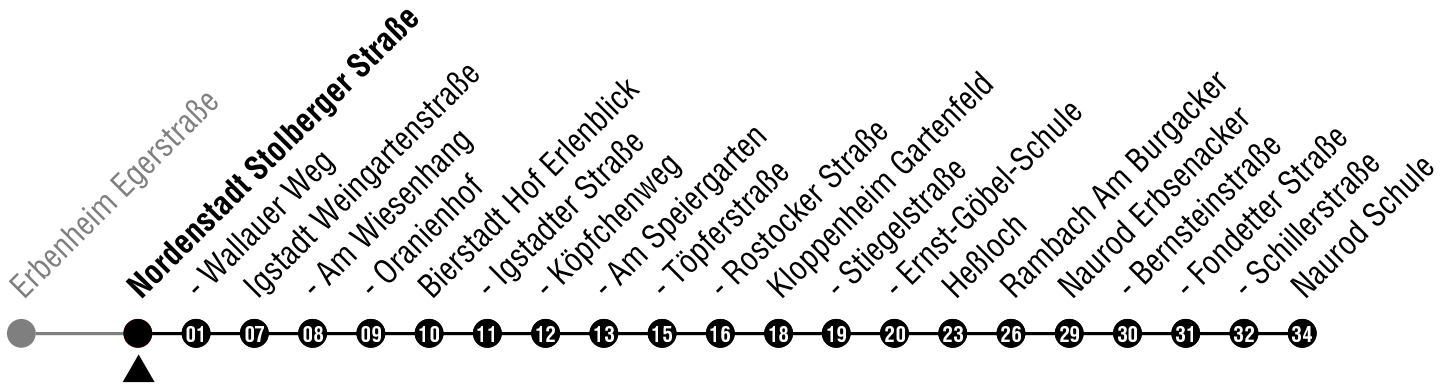 Erbenheim Egerstraße
Nordenstadt Stolberger Straße
- Wallauer Weg
Igstadt Weingartenstraße
- Am Wiesenhang
- Oranienhof
Bierstadt Hof Erlenblick
- Igstadter Straße
- Köpfchenweg
- Am Speiergarten
- Töpferstraße
- Rostocker Straße
Kloppenheim Gartenfeld
- Stiegelstraße
- Ernst-Göbel-Schule
Heßloch
Rambach Am Burgacker
Naurod Erbsenacker
- Bernsteinstraße
- Fondetter Straße
- Schillerstraße
Naurod Schule
01 07 08 09 10 11 12 13 15 16 18 19 20 23 26 29 30 31 32 34